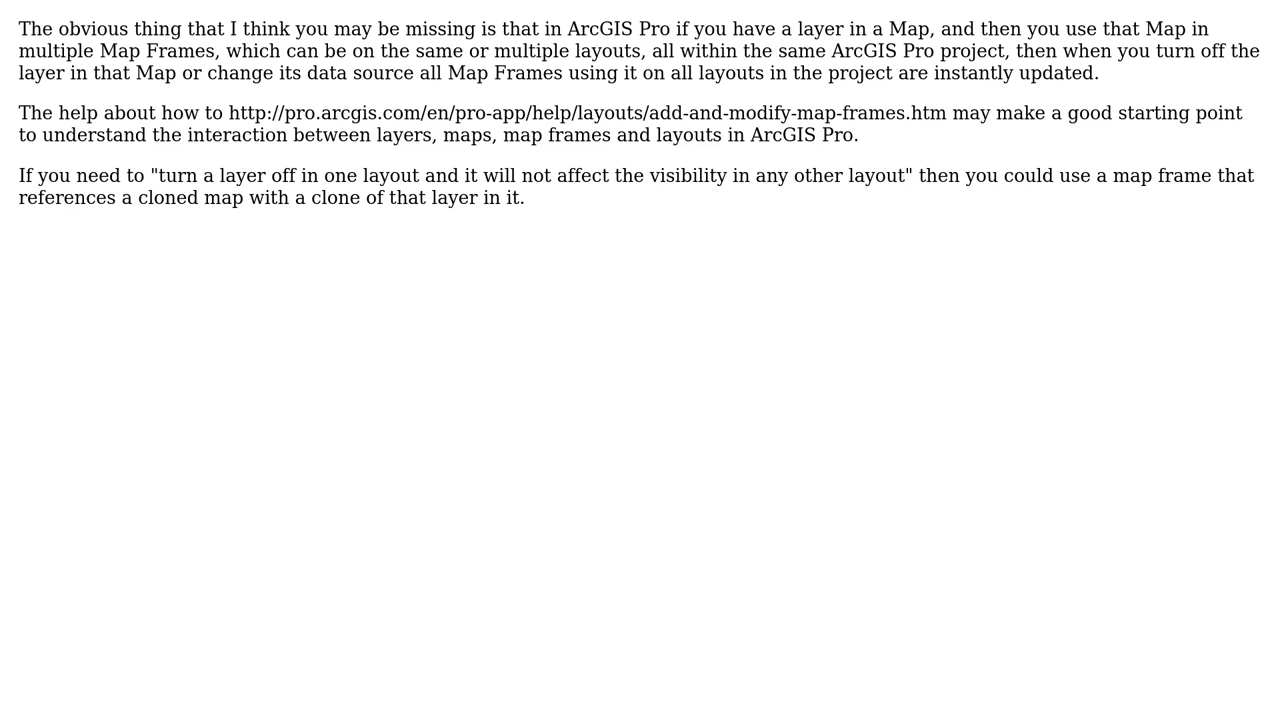 The obvious thing that I think you may be missing is that in ArcGIS Pro if you have a layer in a Map, and then you use that Map in
multiple Map Frames, which can be on the same or multiple layouts, all within the same ArcGIS Pro project, then when you turn off the
layer in that Map or change its data source all Map Frames using it on all layouts in the project are instantly updated.
The help about how to http://pro.arcgis.com/en/pro-app/help/layouts/add-and-modify-map-frames.htm may make a good starting point
to understand the interaction between layers, maps, map frames and layouts in ArcGIS Pro.
If you need to "turn a layer off in one layout and it will not affect the visibility in any other layout" then you could use a map frame that
references a cloned map with a clone of that layer in it.